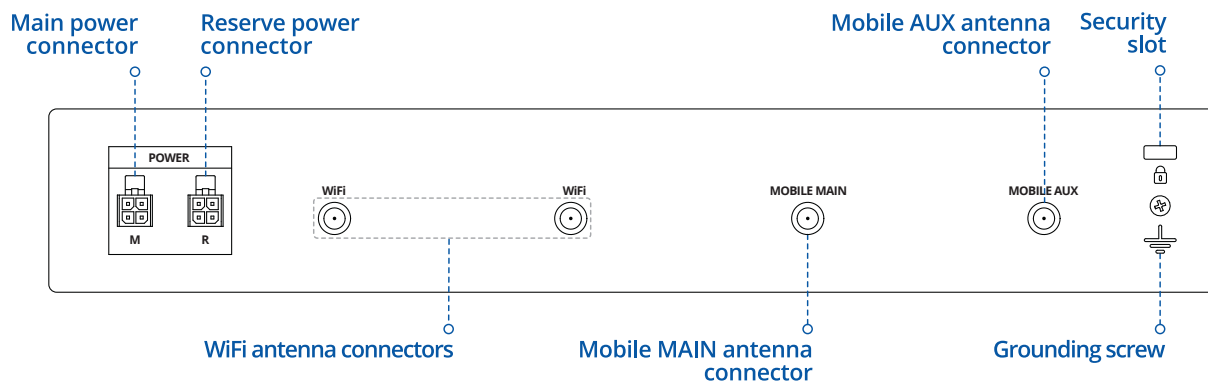 Main power
connector
Reserve power
connector
Mobile AUX antenna
connector
Security
slot
POWER
M
R
WiFi
WiFi
MOBILE MAIN
MOBILE AUX
WiFi antenna connectors
Mobile MAIN antenna
connector
Grounding screw